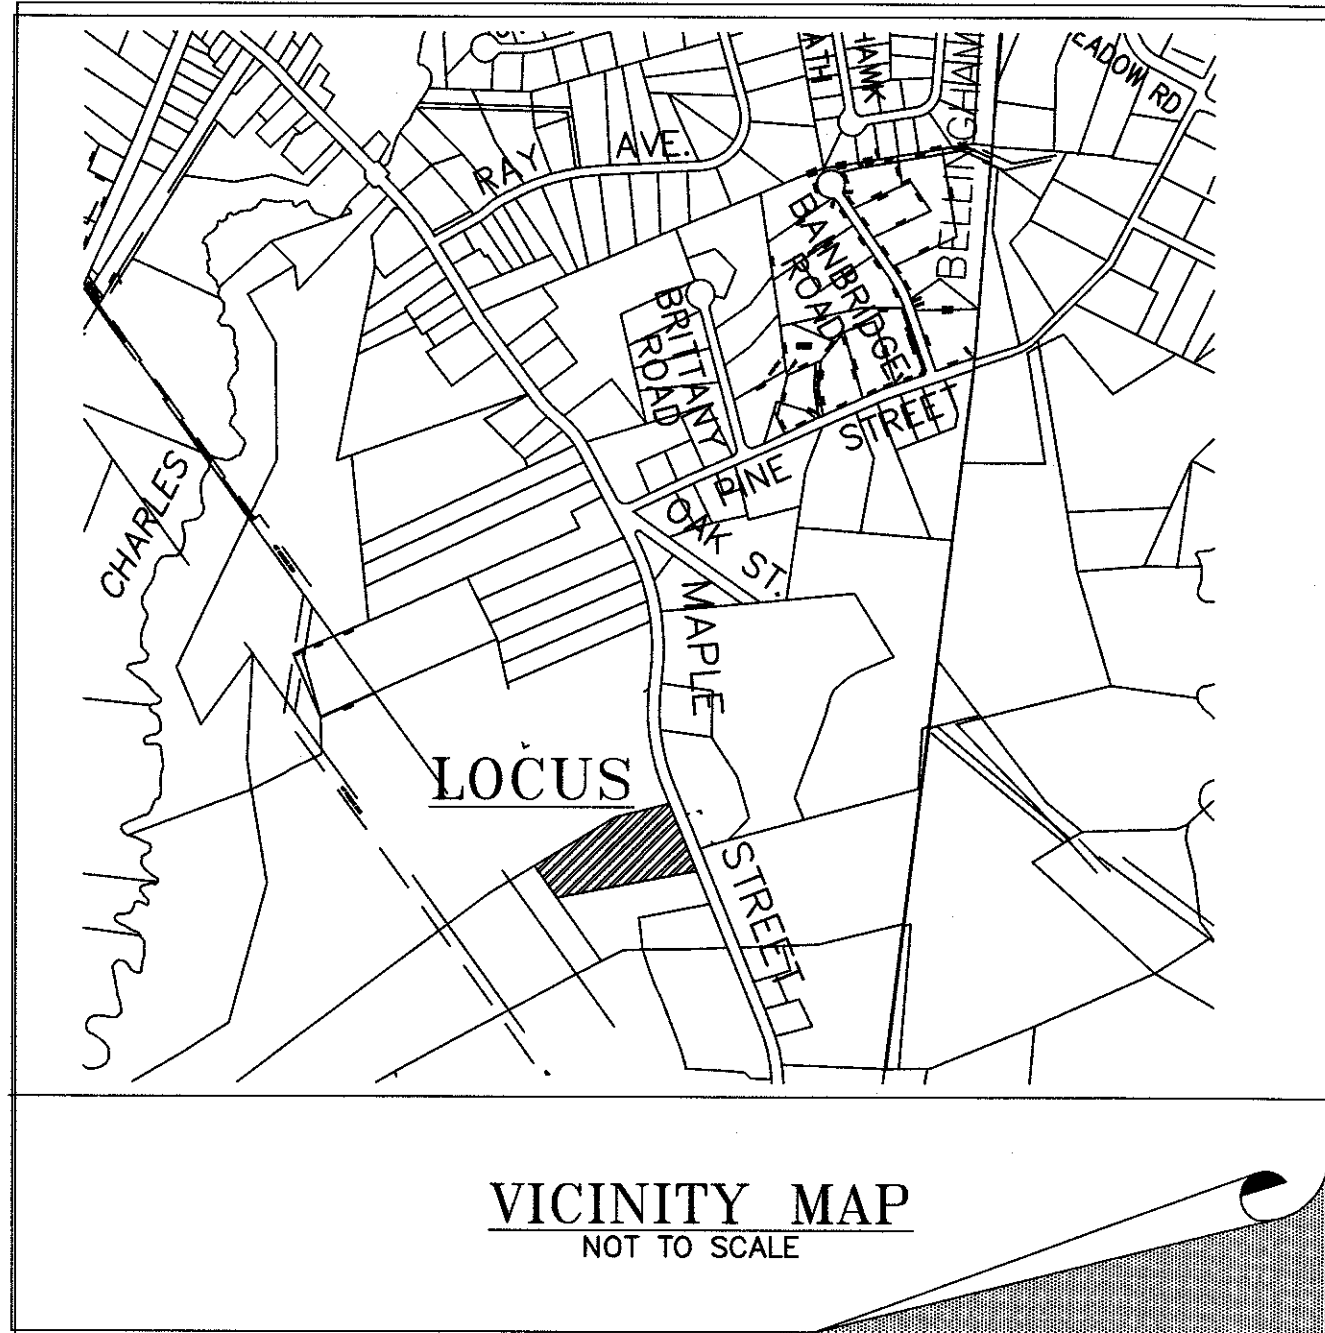 ATH
HAWK
BELLINGHAM
EADOW RD
RAY AVE.
BAINBRIDGE
ROAD
BRITTANY
ROAD
PINE STREET
OAK ST.
CHARLES
MAPLE STREET
LOCUS
VICINITY MAP
NOT TO SCALE